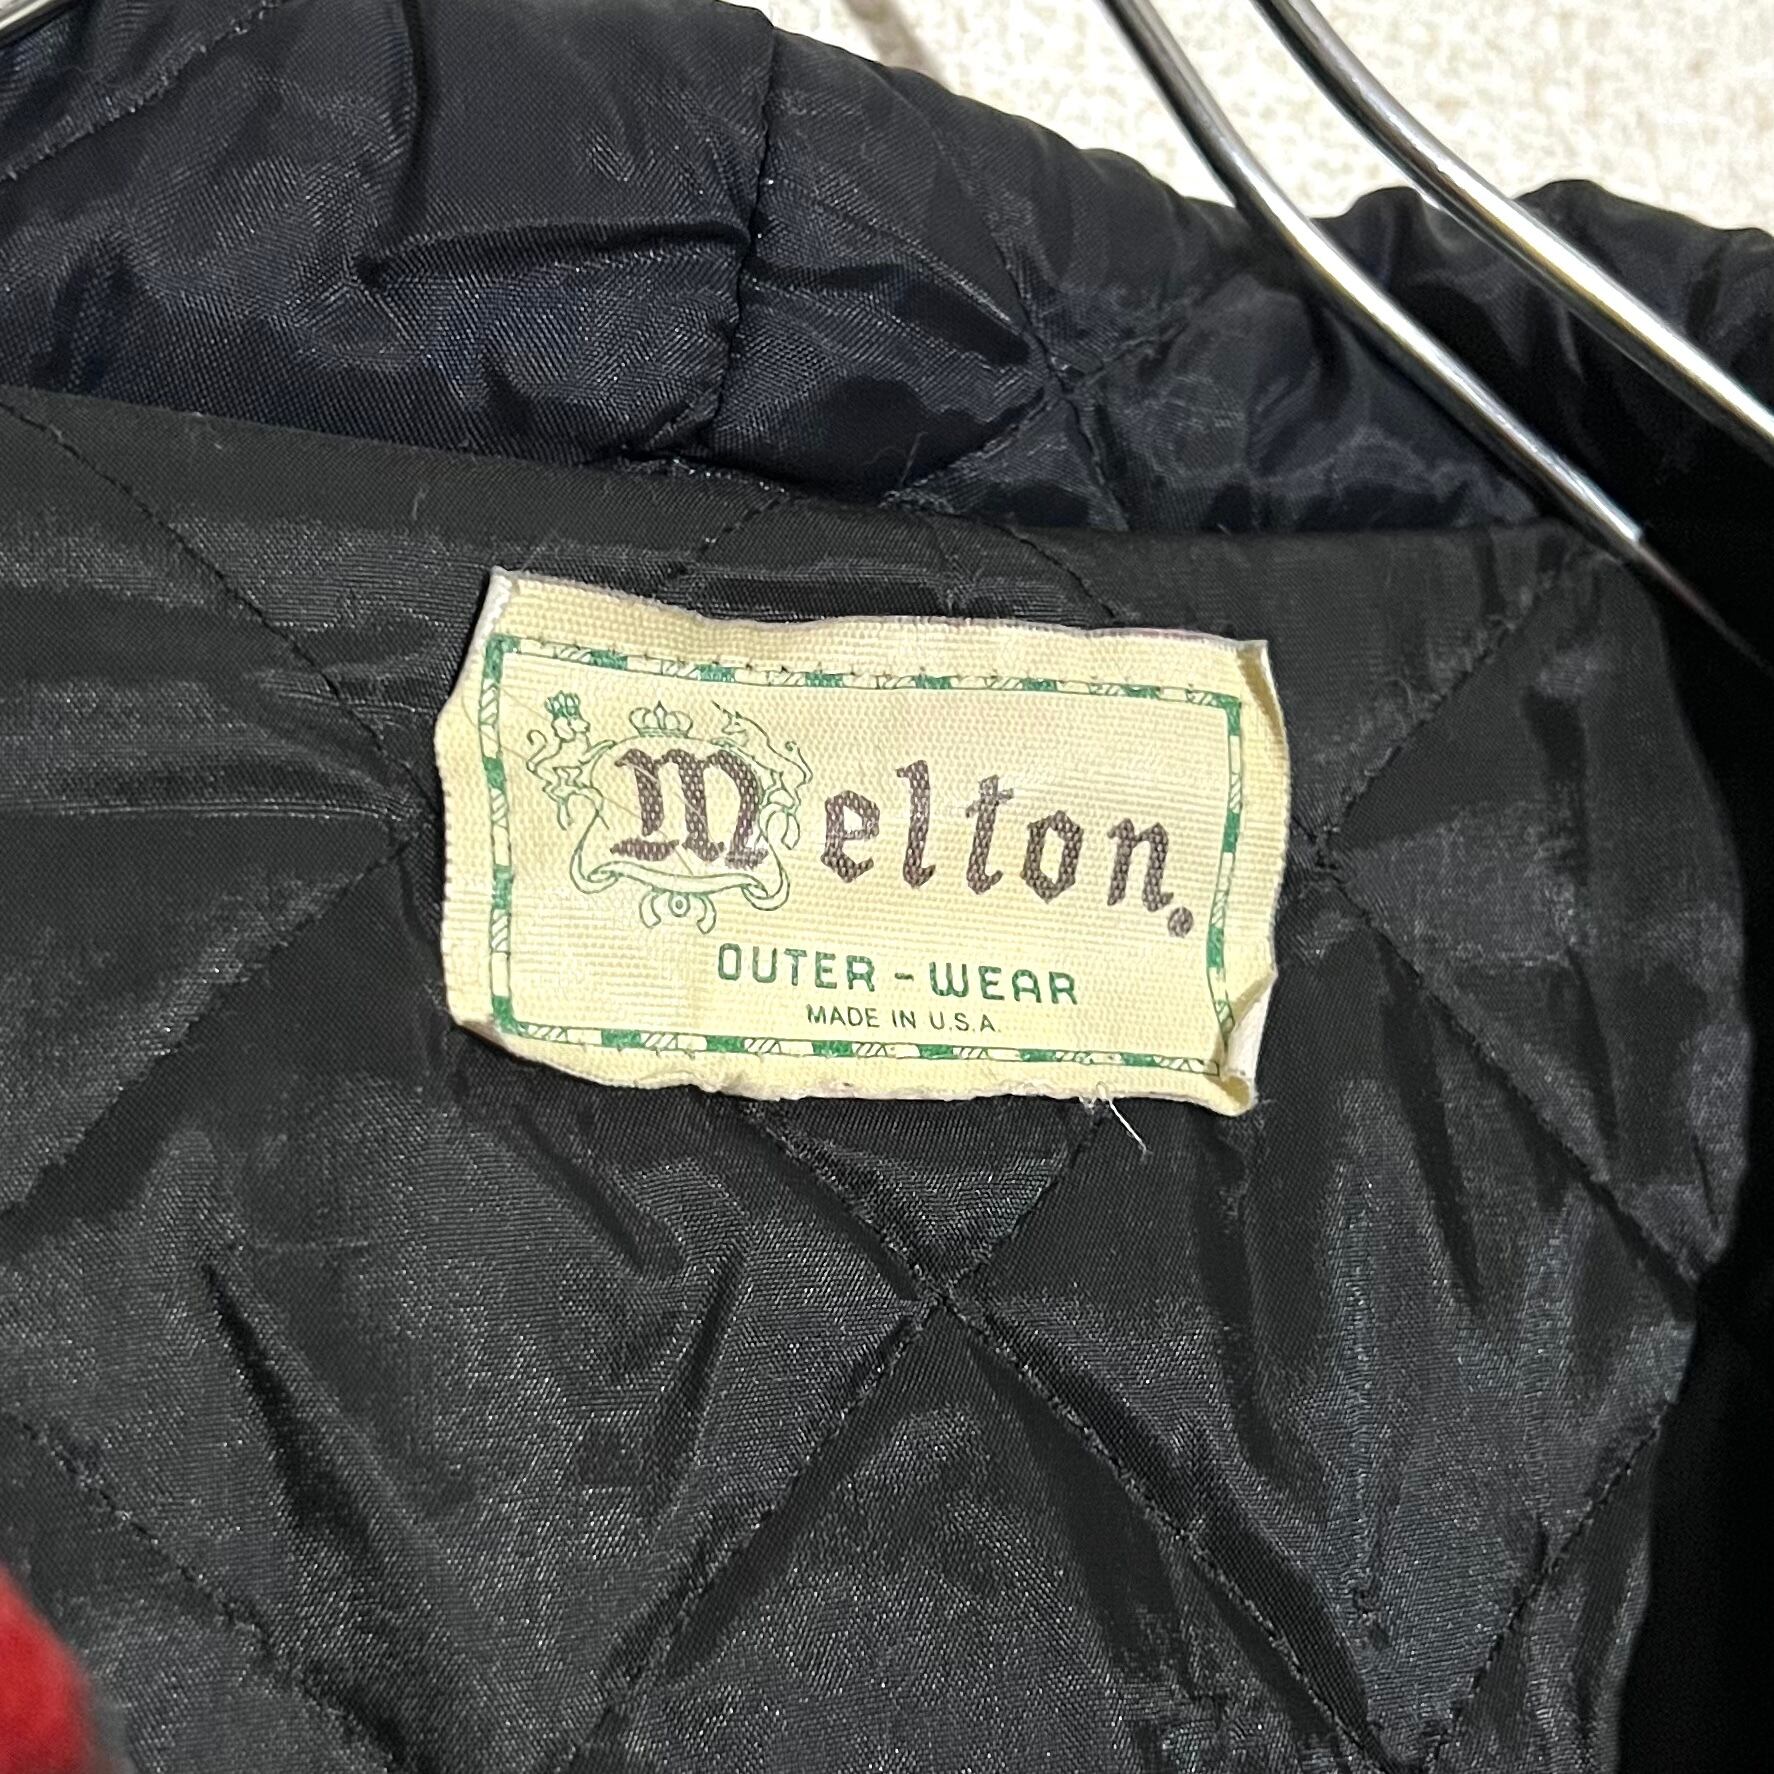 Melton.
OUTER-WEAR
MADE IN U.S.A.